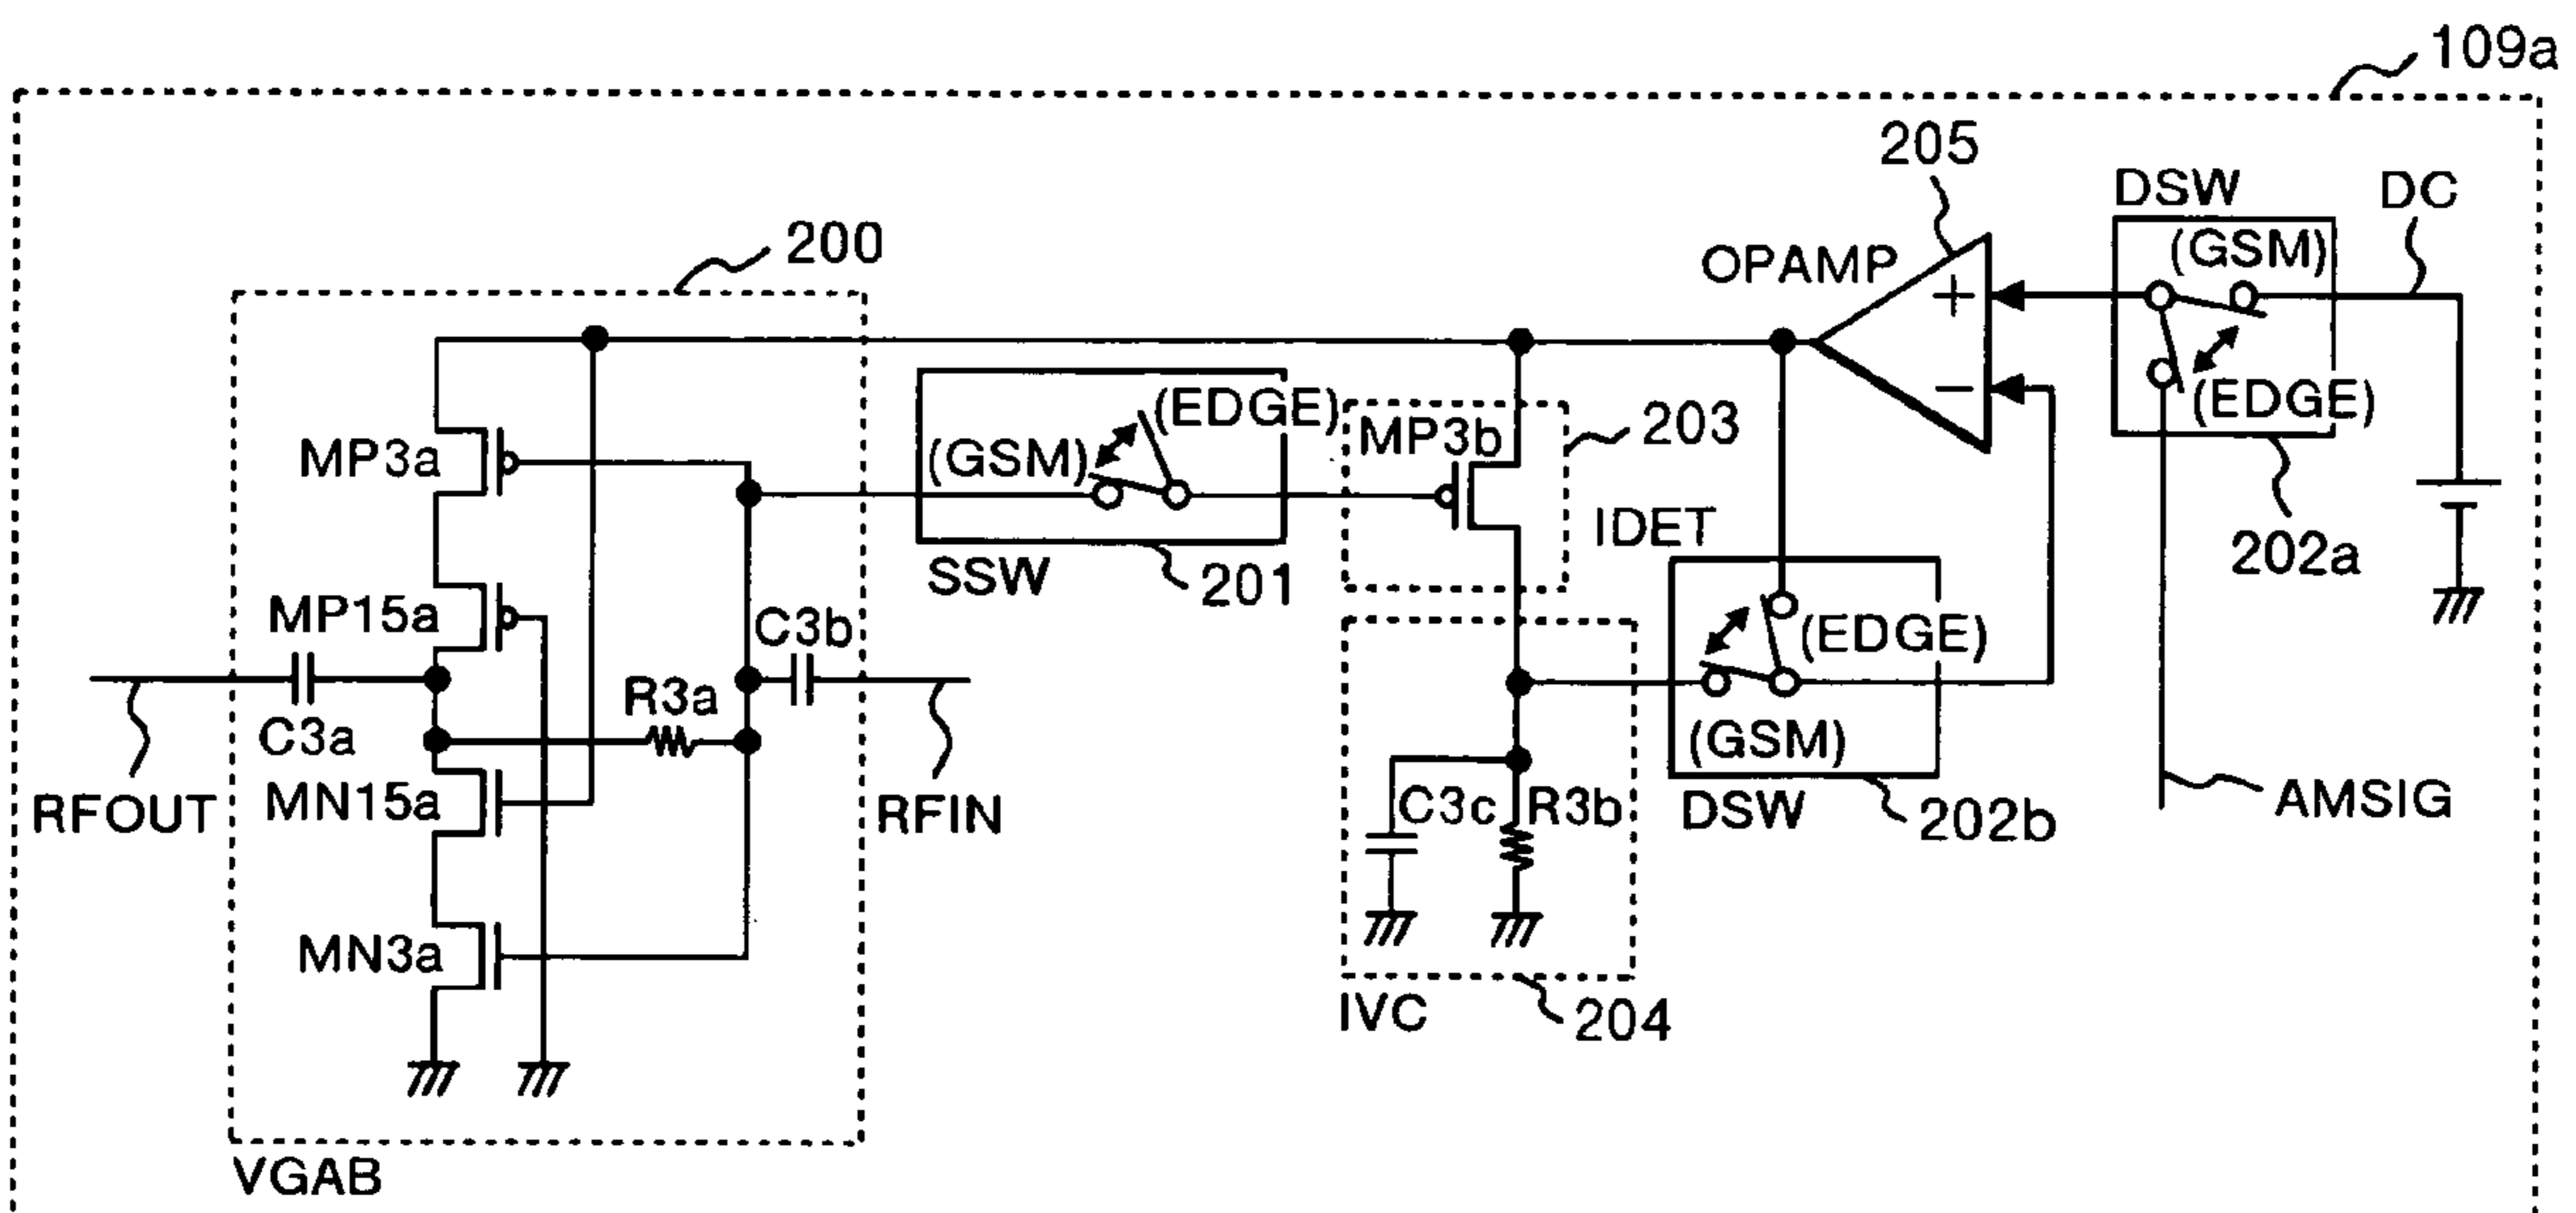 109a
205
DSW
DC
200
OPAMP
(GSM)
+
−
(EDGE)
(EDGE)
MP3b
203
MP3a
(GSM)
IDET
202a
SSW
201
MP15a
C3b
(EDGE)
R3a
C3a
(GSM)
RFOUT
MN15a
RFIN
C3c
R3b
DSW
202b
AMSIG
MN3a
IVC
204
VGAB